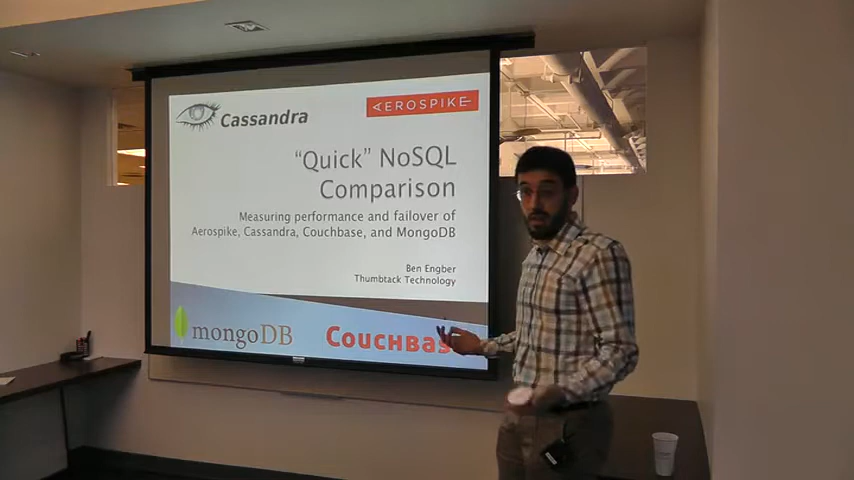 Cassandra
AEROSPIKE
“Quick” NoSQL
Comparison
Measuring performance and failover of
Aerospike, Cassandra, Couchbase, and MongoDB
Ben Engber
Thumbtack Technology
mongoDB
COUCHBAS